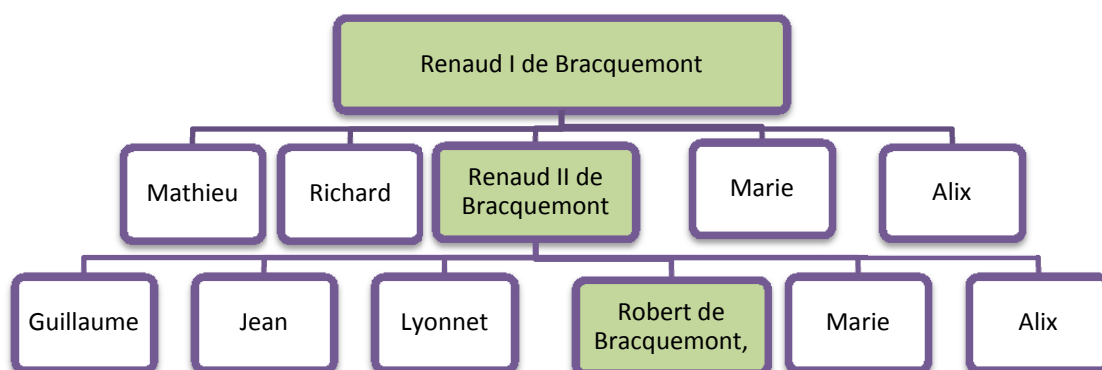 Renaud I de Bracquemont
Mathieu
Richard
Renaud II de
Bracquemont
Marie
Alix
Guillaume
Jean
Lyonnet
Robert de
Bracquemont,
Marie
Alix